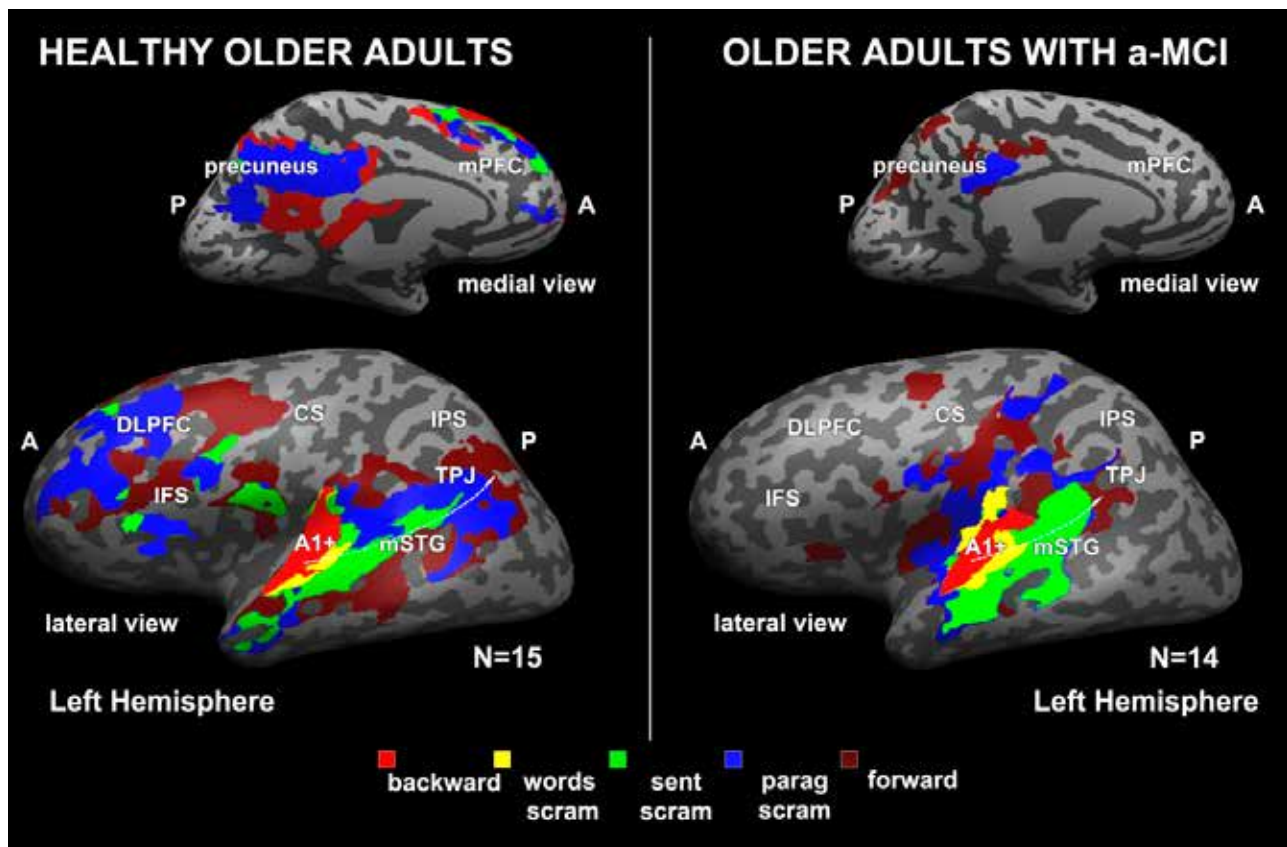 HEALTHY OLDER ADULTS
precuneus
mPFC
P
A
medial view
DLPFC
CS
IPS
A
P
TPJ
IFS
A1+
mSTG
lateral view
N=15
Left Hemisphere
OLDER ADULTS WITH a-MCI
precuneus
mPFC
P
A
medial view
DLPFC
CS
IPS
A
P
TPJ
IFS
A1+
mSTG
lateral view
N=14
Left Hemisphere
backward
words
scram
sent
scram
parag
scram
forward